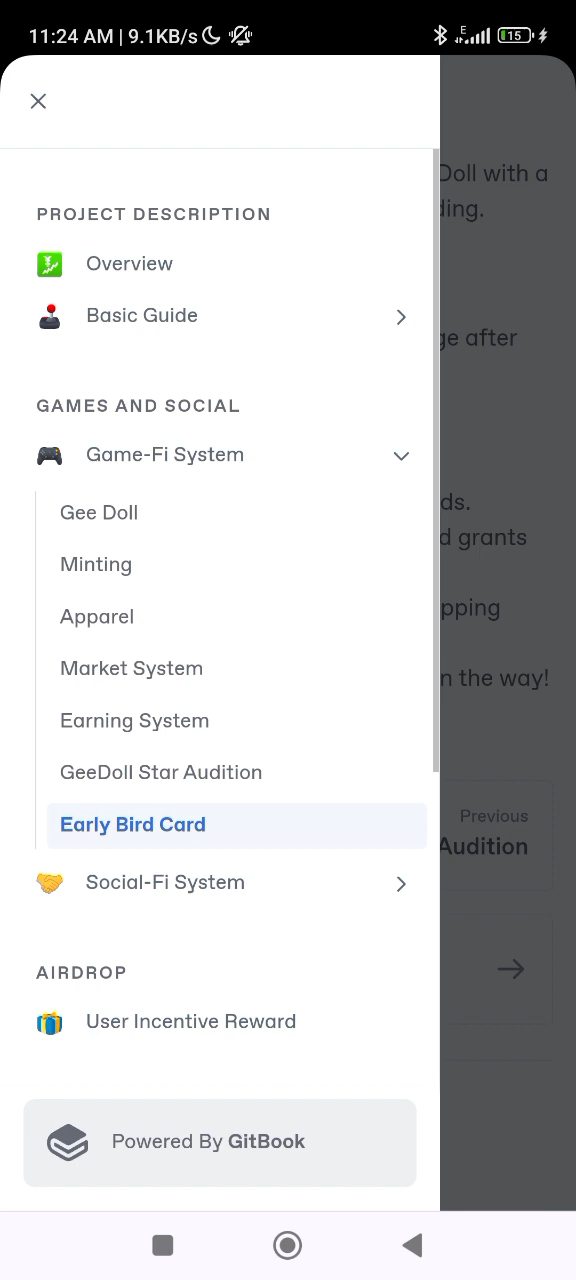 11:24 AM | 9.1KB/s
E
15
PROJECT DESCRIPTION
Overview
Basic Guide
GAMES AND SOCIAL
Game-Fi System
Gee Doll
Minting
Apparel
Market System
Earning System
GeeDoll Star Audition
Early Bird Card
Social-Fi System
AIRDROP
User Incentive Reward
Powered By GitBook
Doll with a
ding.
ge after
ds.
d grants
pping
n the way!
Previous
Audition